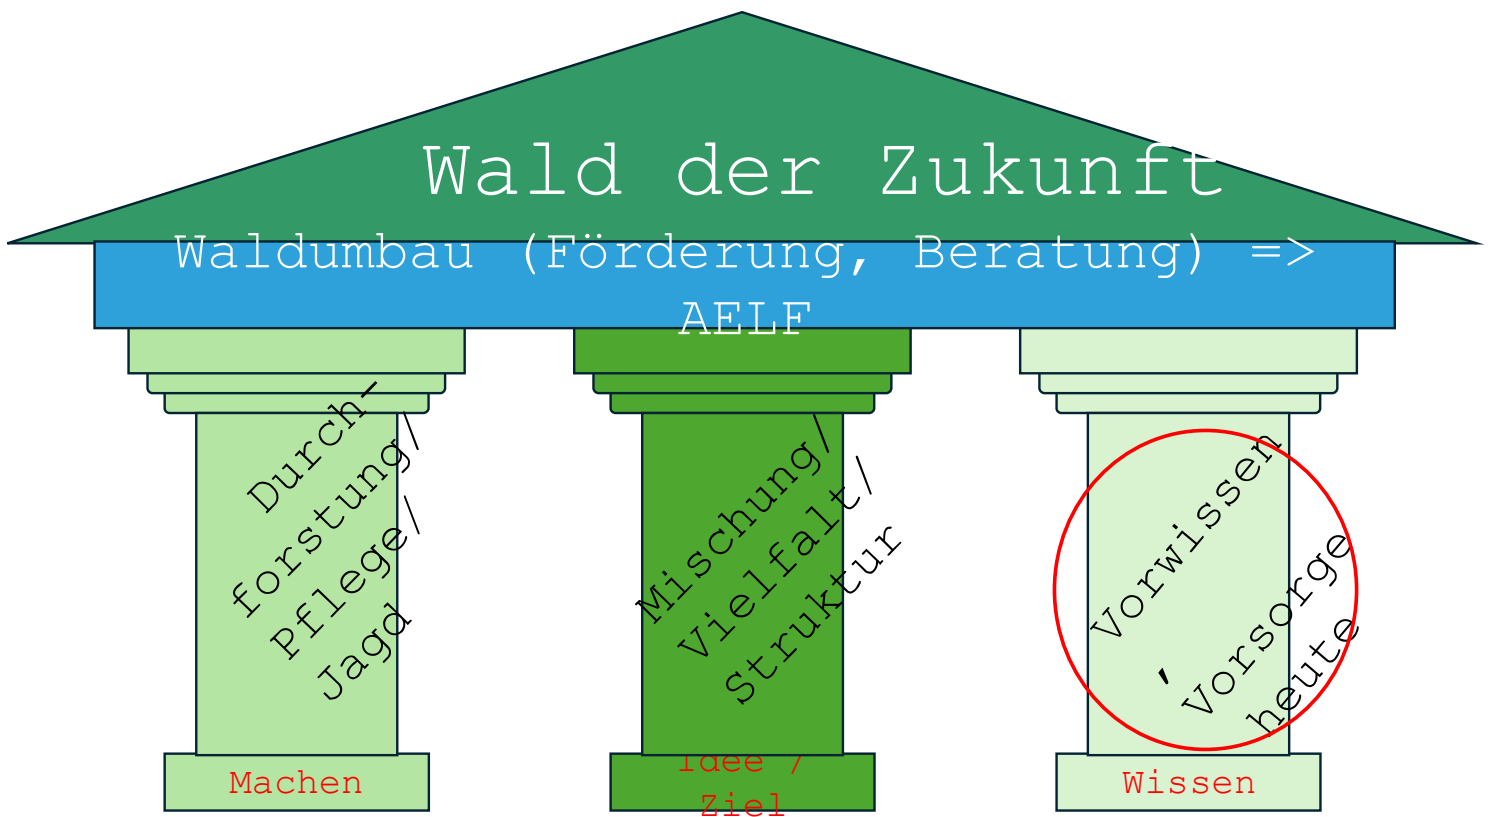 Wald der Zukunft
Waldumbau (Förderung, Beratung) =>
AELF
Durch-
forstung/
Pflege/
Jagd
Machen
Mischung/
Vielfalt/
Struktur
Idee /
Ziel
Vorwissen
,
Vorsorge
heute
Wissen